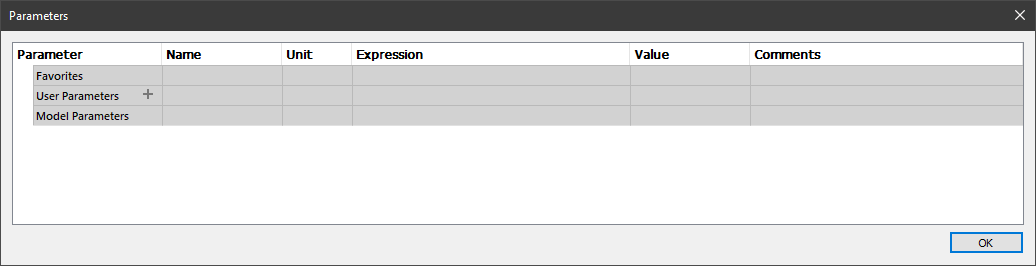 Parameters
Parameter Name Unit Expression Value Comments
Favorites
User Parameters +
Model Parameters
OK